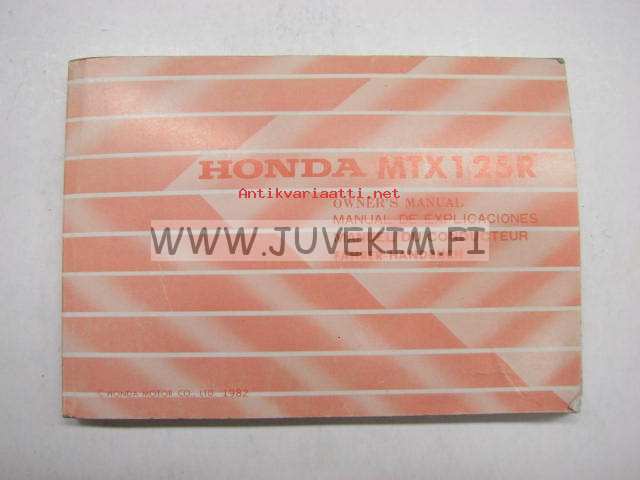 HONDA MTX125R
Antikvariaatti.net
OWNER'S MANUAL
MANUAL DE EXPLICACIONES
WWW.JUVEKIM.FI
© HONDA MOTOR CO., LTD. 1982